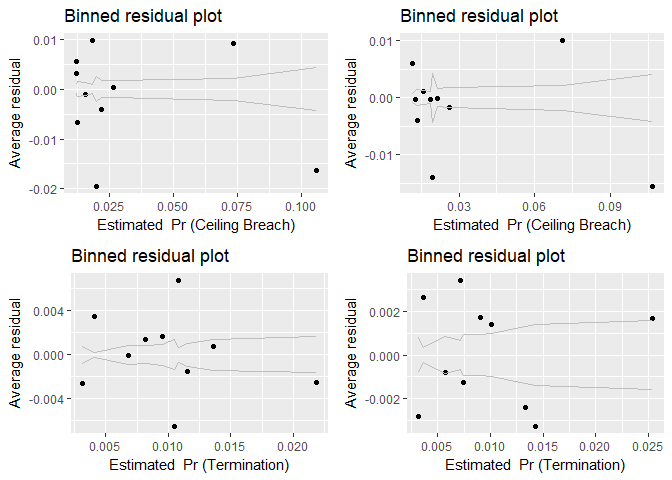 Binned residual plot
Average residual
0.01
0.00
-0.01
-0.02
0.025
0.050
0.075
0.100
Estimated Pr (Ceiling Breach)
Binned residual plot
Average residual
0.01
0.00
-0.01
0.03
0.06
0.09
Estimated Pr (Ceiling Breach)
Binned residual plot
Average residual
0.004
0.000
-0.004
0.005
0.010
0.015
0.020
Estimated Pr (Termination)
Binned residual plot
Average residual
0.002
0.000
-0.002
0.005
0.010
0.015
0.020
0.025
Estimated Pr (Termination)